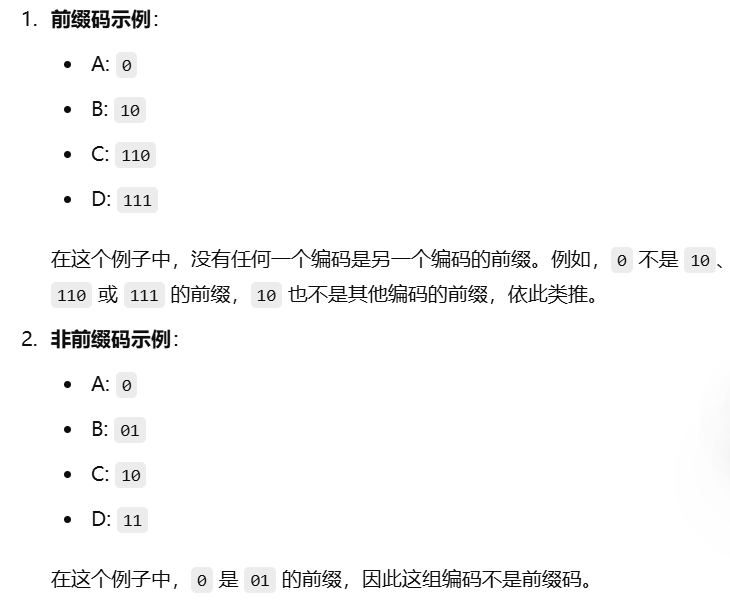 1. 前缀码示例：
• A: 0
• B: 10
• C: 110
• D: 111
在这个例子中，没有任何一个编码是另一个编码的前缀。例如， 0 不是 10 、
110 或 111 的前缀， 10 也不是其他编码的前缀，依此类推。
2. 非前缀码示例：
• A: 0
• B: 01
• C: 10
• D: 11
在这个例子中， 0 是 01 的前缀，因此这组编码不是前缀码。